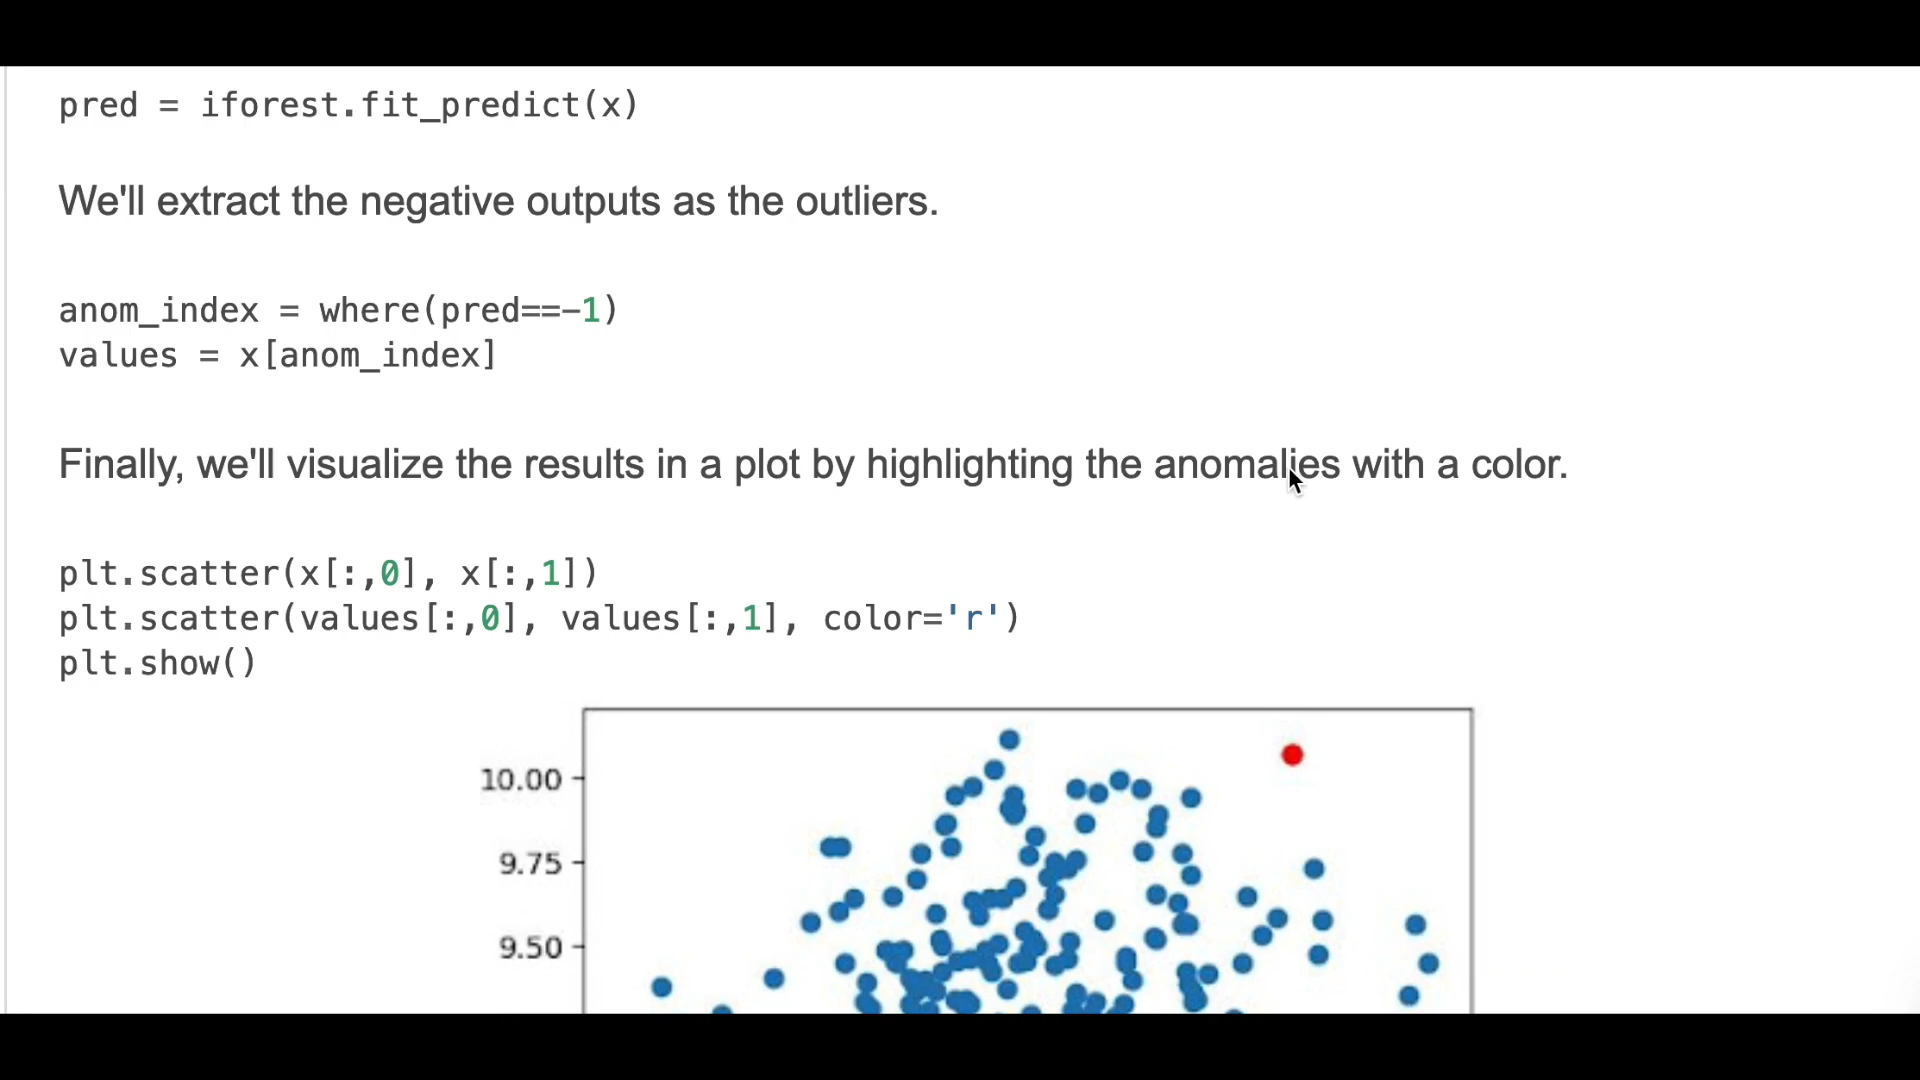 pred = iforest.fit_predict(x)
We'll extract the negative outputs as the outliers.
anom_index = where(pred==-1)
values = x[anom_index]
Finally, we'll visualize the results in a plot by highlighting the anomalies with a color.
plt.scatter(x[:,0], x[:,1])
plt.scatter(values[:,0], values[:,1], color='r')
plt.show()
10.00
9.75
9.50